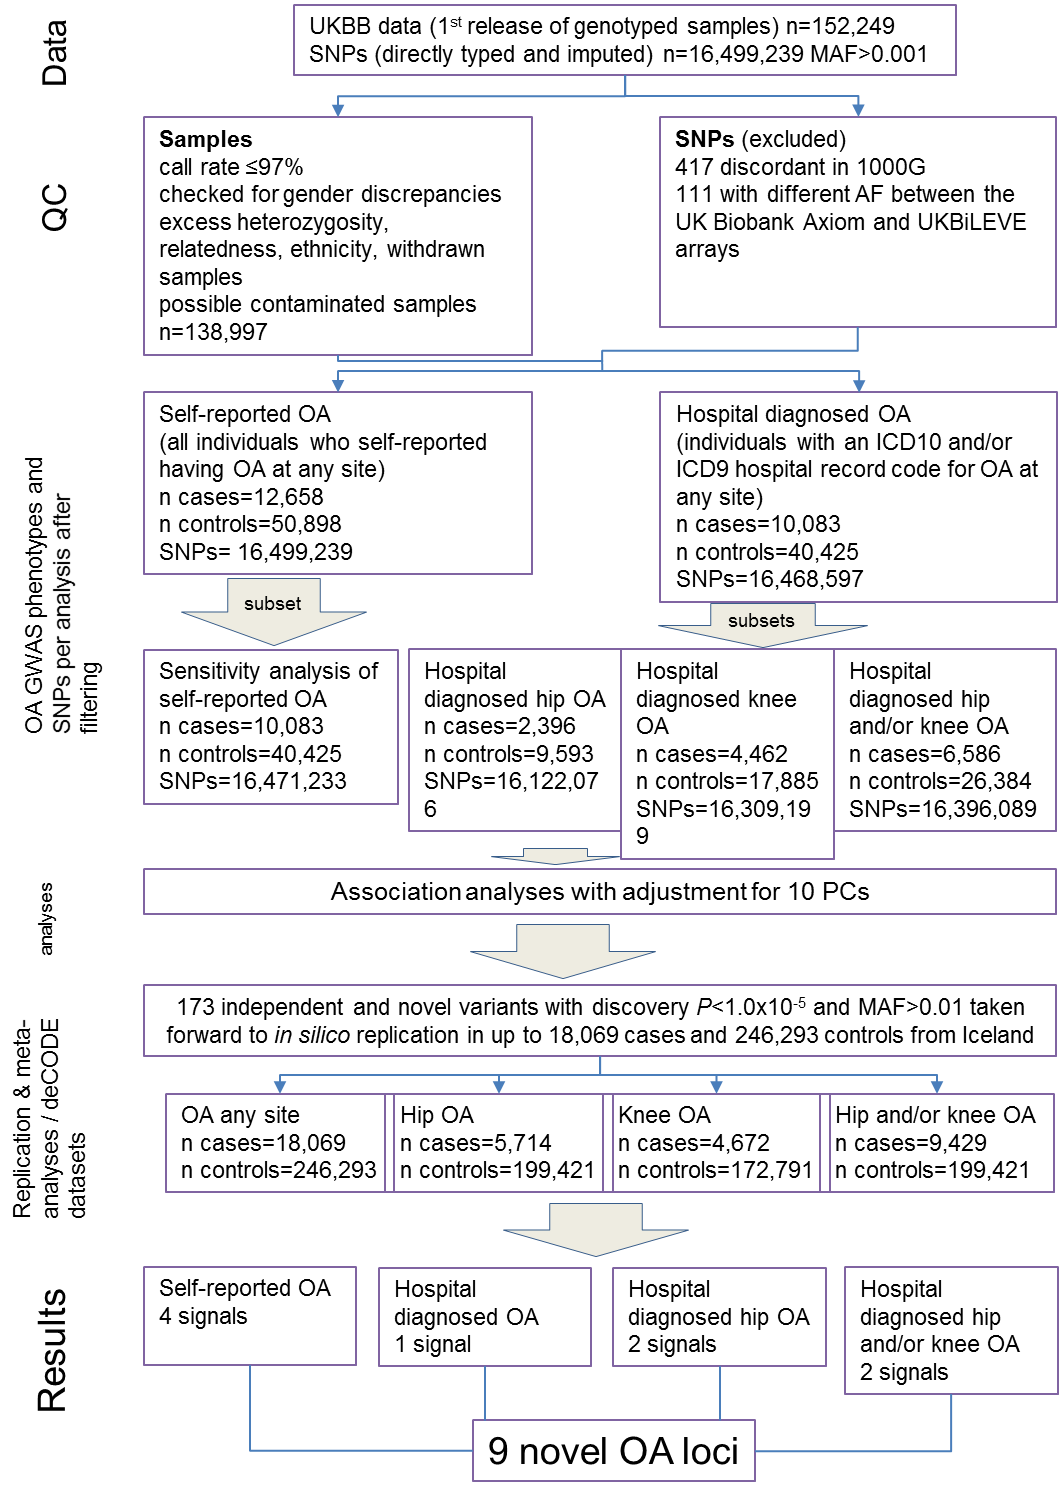 Data
UKBB data (1st release of genotyped samples) n=152,249
SNPs (directly typed and imputed) n=16,499,239 MAF>0.001
QC
Samples
call rate ≤97%
checked for gender discrepancies
excess heterozygosity,
relatedness, ethnicity, withdrawn
samples
possible contaminated samples
n=138,997
SNPs (excluded)
417 discordant in 1000G
111 with different AF between the
UK Biobank Axiom and UKBiLEVE
arrays
OA GWAS phenotypes and
SNPs per analysis after
filtering
Self-reported OA
(all individuals who self-reported
having OA at any site)
n cases=12,658
n controls=50,898
SNPs= 16,499,239
Hospital diagnosed OA
(individuals with an ICD10 and/or
ICD9 hospital record code for OA at
any site)
n cases=10,083
n controls=40,425
SNPs=16,468,597
subset
subsets
Sensitivity analysis of
self-reported OA
n cases=10,083
n controls=40,425
SNPs=16,471,233
Hospital
diagnosed hip OA
n cases=2,396
n controls=9,593
SNPs=16,122,07
6
Hospital
diagnosed knee
OA
n cases=4,462
n controls=17,885
SNPs=16,309,19
9
Hospital
diagnosed hip
and/or knee OA
n cases=6,586
n controls=26,384
SNPs=16,396,089
analyses
Association analyses with adjustment for 10 PCs
Replication & meta-
analyses / deCODE
datasets
173 independent and novel variants with discovery P<1.0x10-5 and MAF>0.01 taken
forward to in silico replication in up to 18,069 cases and 246,293 controls from Iceland
OA any site
n cases=18,069
n controls=246,293
Hip OA
n cases=5,714
n controls=199,421
Knee OA
n cases=4,672
n controls=172,791
Hip and/or knee OA
n cases=9,429
n controls=199,421
Results
Self-reported OA
4 signals
Hospital
diagnosed OA
1 signal
Hospital
diagnosed hip OA
2 signals
Hospital
diagnosed hip
and/or knee OA
2 signals
9 novel OA loci